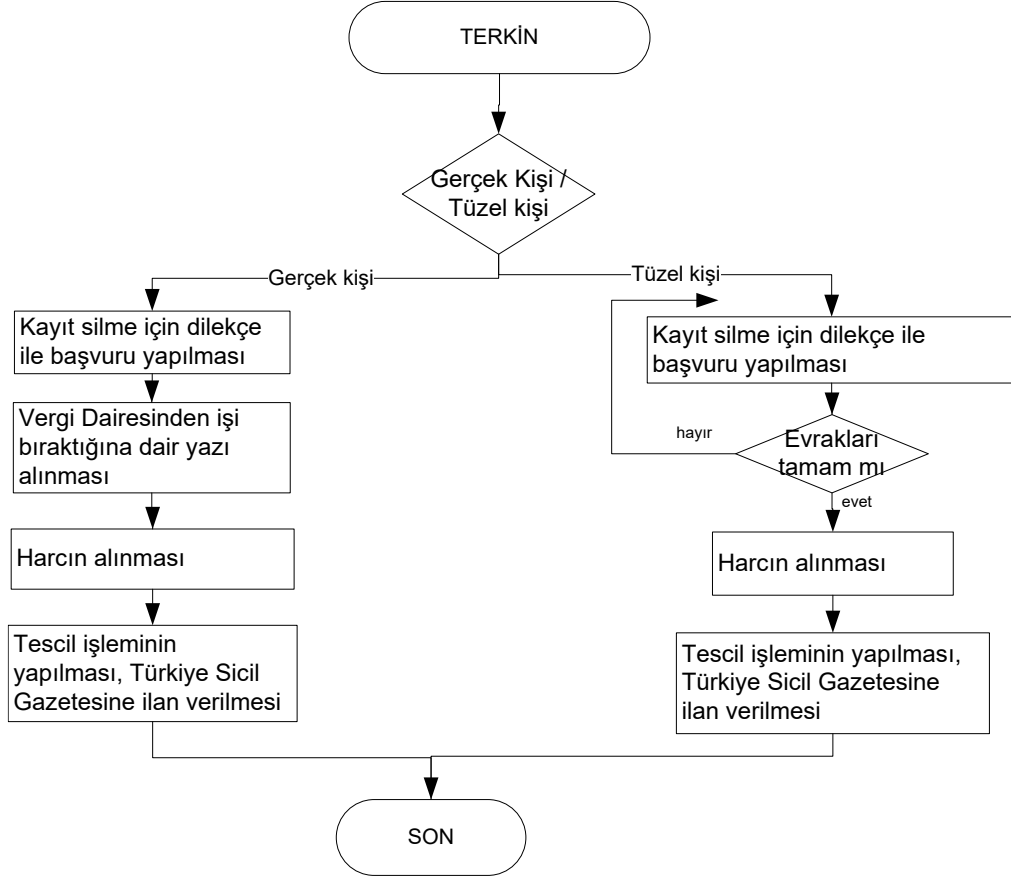 TERKİN
Gerçek Kişi /
Tüzel kişi
Gerçek kişi
Tüzel kişi
Kayıt silme için dilekçe
ile başvuru yapılması
Vergi Dairesinden işi
bıraktığına dair yazı
alınması
Harcın alınması
Tescil işleminin
yapılması, Türkiye Sicil
Gazetesine ilan verilmesi
Kayıt silme için dilekçe ile
başvuru yapılması
hayır
Evrakları
tamam mı
evet
Harcın alınması
Tescil işleminin yapılması,
Türkiye Sicil Gazetesine
ilan verilmesi
SON